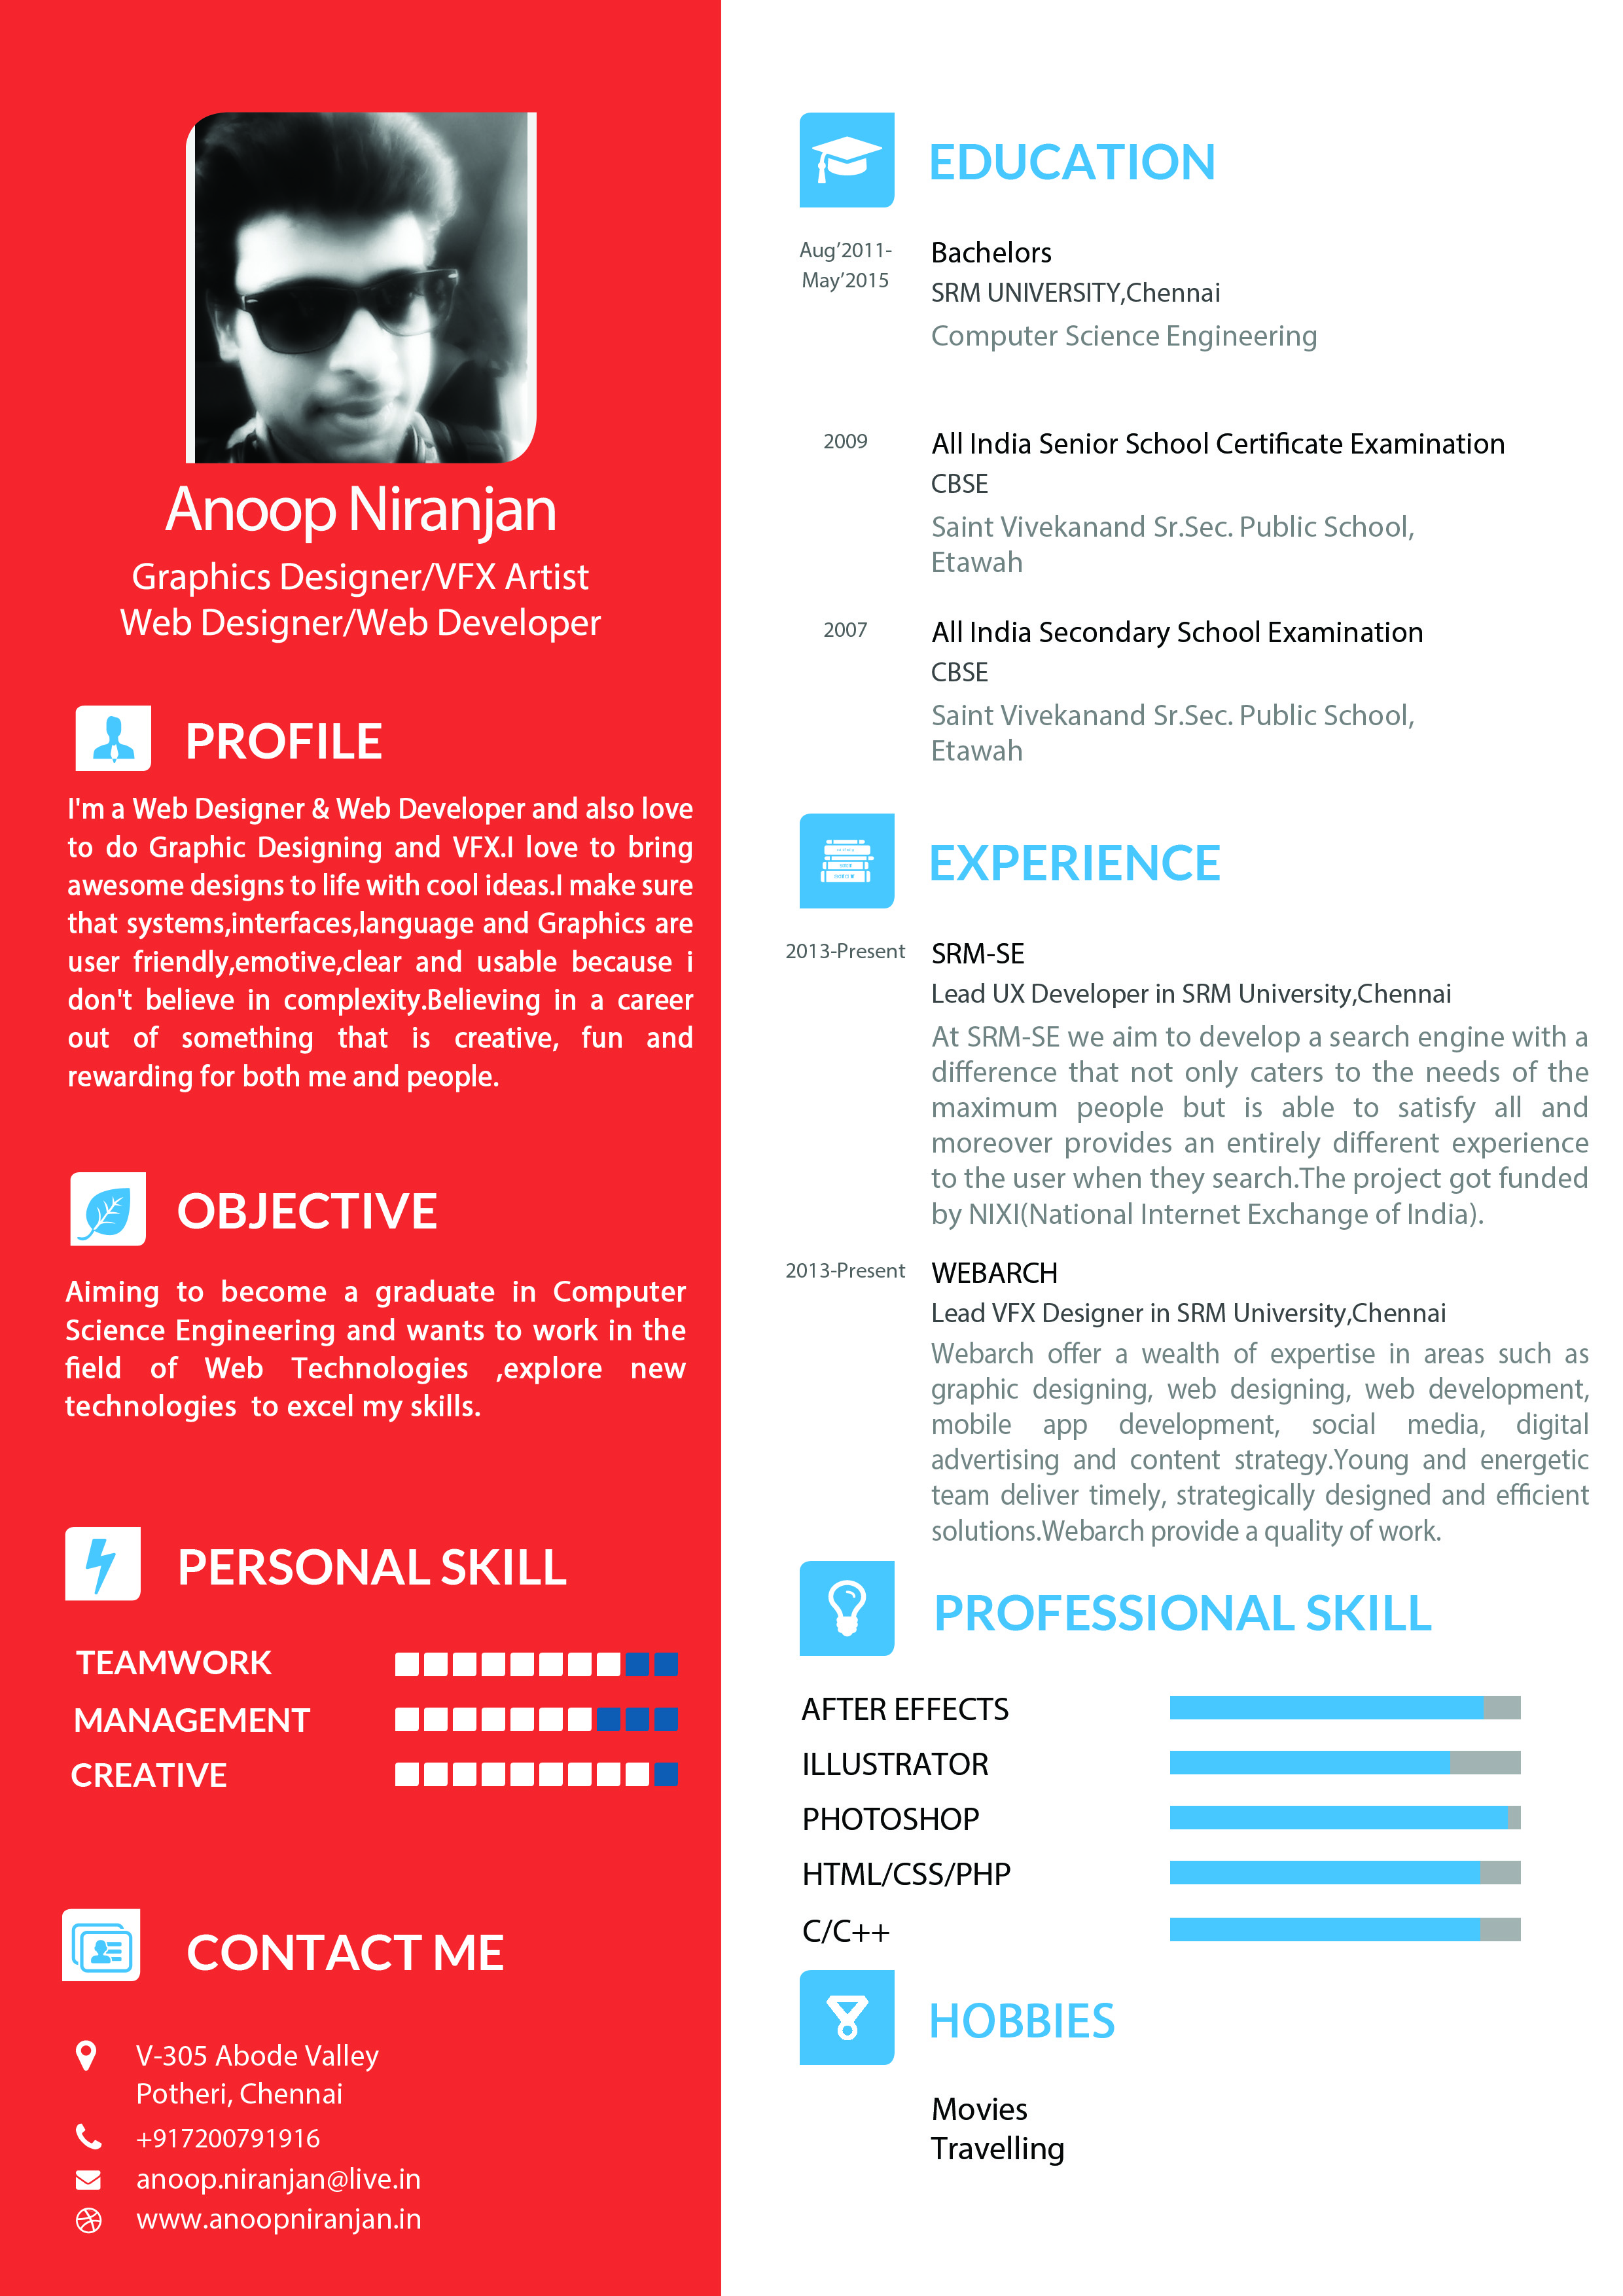 Anoop Niranjan
Graphics Designer/VFX Artist
Web Designer/Web Developer
PROFILE
I'm a Web Designer & Web Developer and also love
to do Graphic Designing and VFX.I love to bring
awesome designs to life with cool ideas.I make sure
that systems,interfaces,language and Graphics are
user friendly,emotive,clear and usable because i
don't believe in complexity.Believing in a career
out of something that is creative, fun and
rewarding for both me and people.
OBJECTIVE
Aiming to become a graduate in Computer
Science Engineering and wants to work in the
field of Web Technologies ,explore new
technologies to excel my skills.
PERSONAL SKILL
TEAMWORK
MANAGEMENT
CREATIVE
CONTACT ME
V-305 Abode Valley
Potheri, Chennai
+917200791916
anoop.niranjan@live.in
www.anoopniranjan.in
EDUCATION
Aug'2011-
May'2015
Bachelors
SRM UNIVERSITY,Chennai
Computer Science Engineering
2009
All India Senior School Certificate Examination
CBSE
Saint Vivekanand Sr.Sec. Public School,
Etawah
2007
All India Secondary School Examination
CBSE
Saint Vivekanand Sr.Sec. Public School,
Etawah
EXPERIENCE
2013-Present
SRM-SE
Lead UX Developer in SRM University,Chennai
At SRM-SE we aim to develop a search engine with a
difference that not only caters to the needs of the
maximum people but is able to satisfy all and
moreover provides an entirely different experience
to the user when they search.The project got funded
by NIXI(National Internet Exchange of India).
2013-Present
WEBARCH
Lead VFX Designer in SRM University,Chennai
Webarch offer a wealth of expertise in areas such as
graphic designing, web designing, web development,
mobile app development, social media, digital
advertising and content strategy.Young and energetic
team deliver timely, strategically designed and efficient
solutions.Webarch provide a quality of work.
PROFESSIONAL SKILL
AFTER EFFECTS
ILLUSTRATOR
PHOTOSHOP
HTML/CSS/PHP
C/C++
HOBBIES
Movies
Travelling